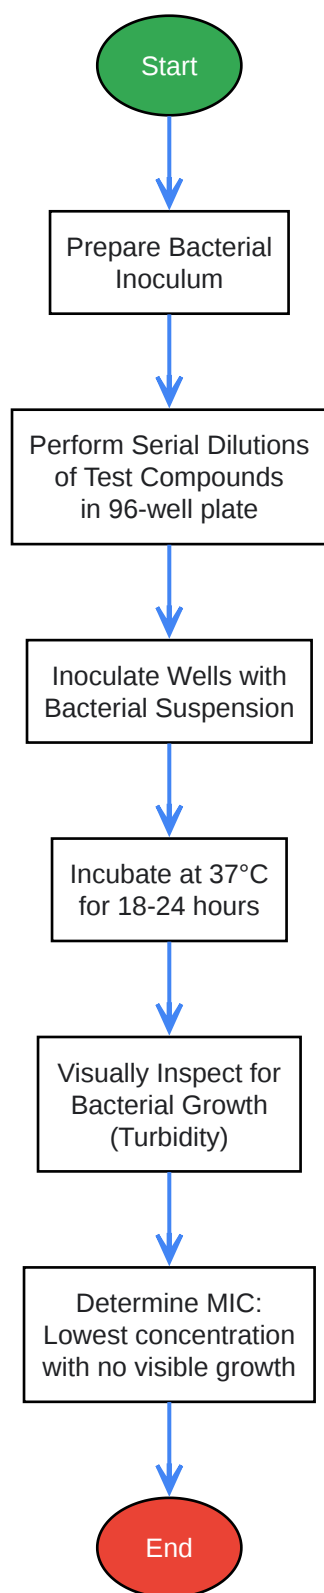 Start
Prepare Bacterial
Inoculum
Perform Serial Dilutions
of Test Compounds
in 96-well plate
Inoculate Wells with
Bacterial Suspension
Incubate at 37°C
for 18-24 hours
Visually Inspect for
Bacterial Growth
(Turbidity)
Determine MIC:
Lowest concentration
with no visible growth
End